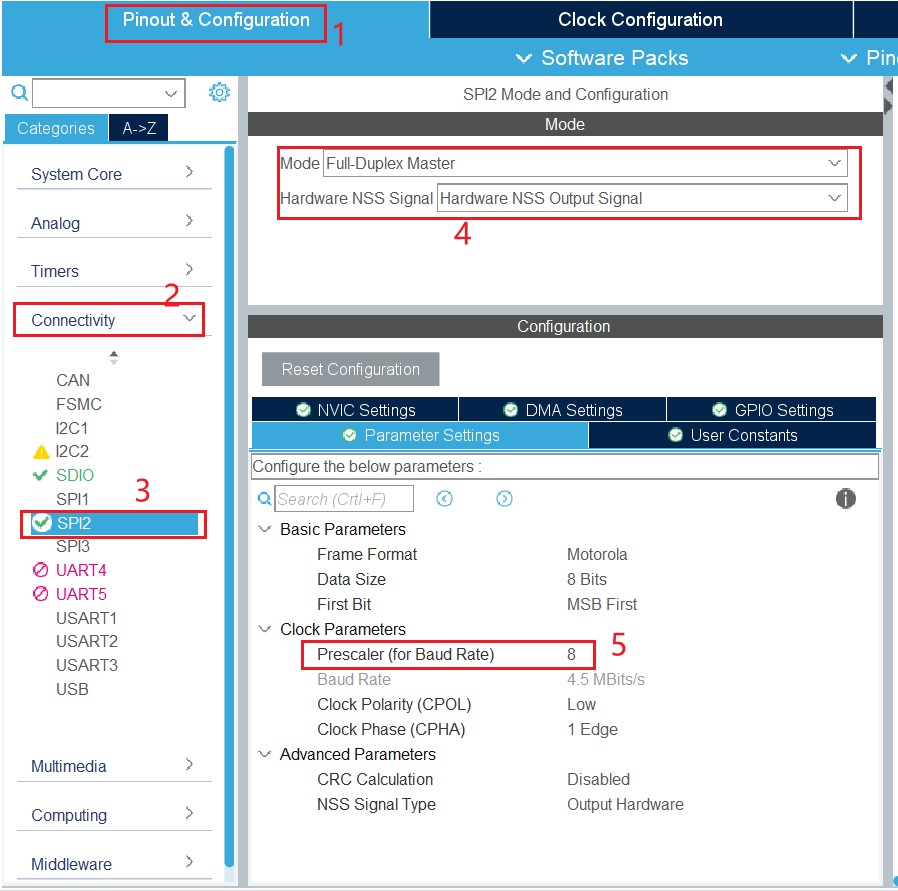 Pinout & Configuration
1
Clock Configuration
Software Packs
Pin
Categories
A->Z
System Core
Analog
Timers
2
Connectivity
CAN
FSMC
I2C1
I2C2
SDIO
3
SPI1
SPI2
SPI3
UART4
UART5
USART1
USART2
USART3
USB
Multimedia
Computing
Middleware
SPI2 Mode and Configuration
Mode
Mode Full-Duplex Master
Hardware NSS Signal Hardware NSS Output Signal
4
Configuration
Reset Configuration
NVIC Settings
DMA Settings
GPIO Settings
Parameter Settings
User Constants
Configure the below parameters :
Search (Crtl+F)
Basic Parameters
Frame Format Motorola
Data Size 8 Bits
First Bit MSB First
Clock Parameters
Prescaler (for Baud Rate) 8
5
Baud Rate 4.5 MBits/s
Clock Polarity (CPOL) Low
Clock Phase (CPHA) 1 Edge
Advanced Parameters
CRC Calculation Disabled
NSS Signal Type Output Hardware